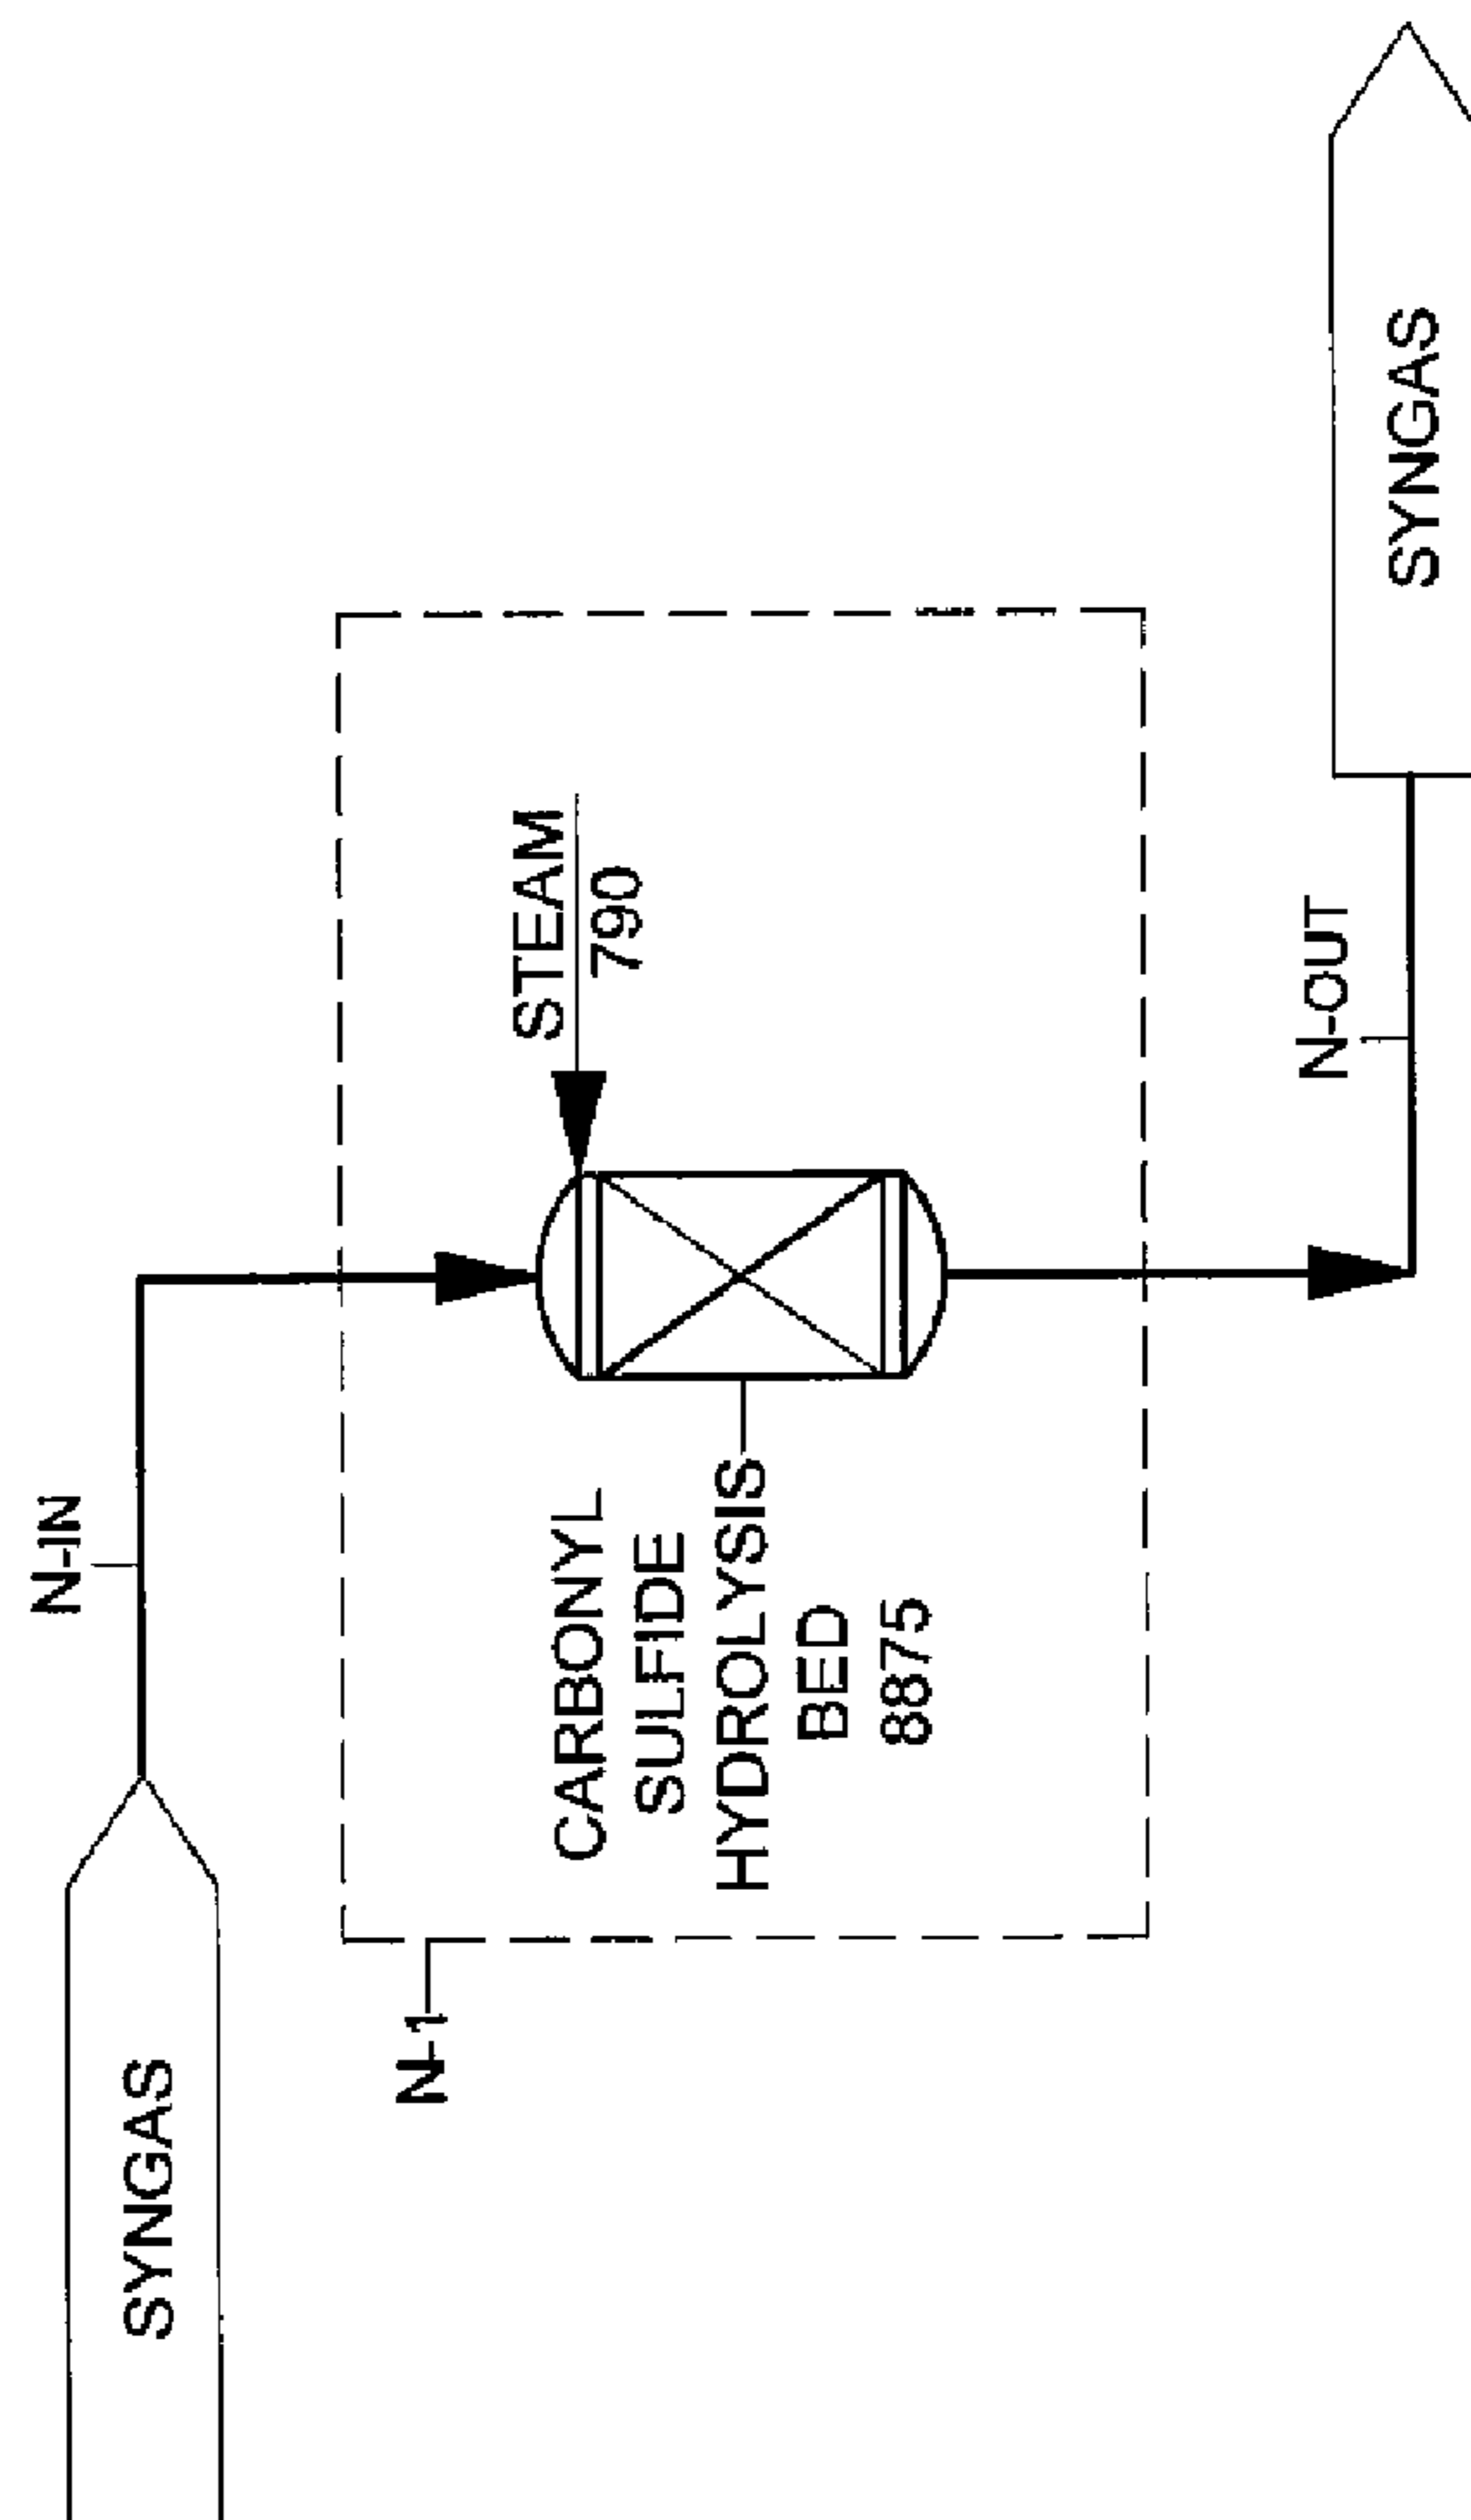 SYNGAS
N-IN
N-1
CARBONYL
SULFIDE
HYDROLYSIS
BED
8875
STEAM
790
N-OUT
SYNGAS